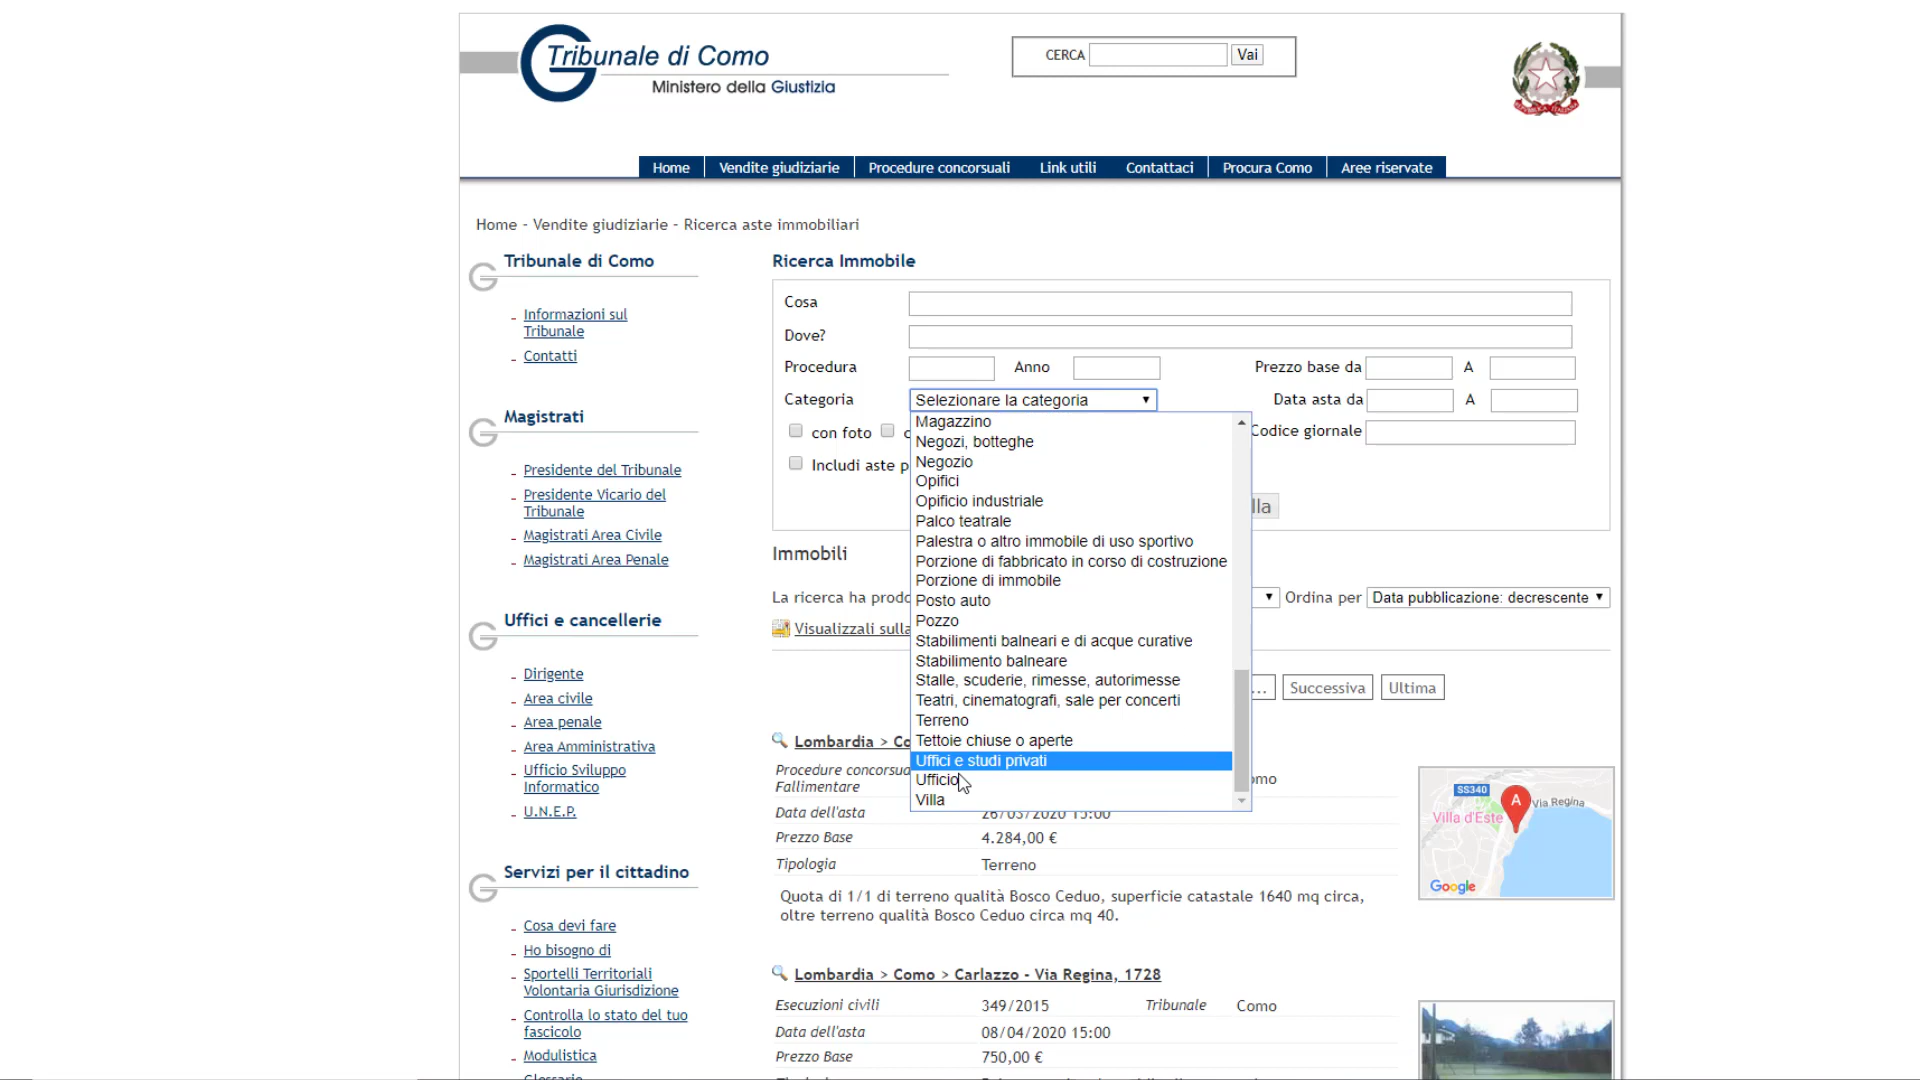 Tribunale di Como
Ministero della Giustizia
CERCA
Vai
Home
Vendite giudiziarie
Procedure concorsuali
Link utili
Contattaci
Procura Como
Aree riservate
Home - Vendite giudiziarie - Ricerca aste immobiliari
Tribunale di Como
Informazioni sul
Tribunale
Contatti
Magistrati
Presidente del Tribunale
Presidente Vicario del
Tribunale
Magistrati Area Civile
Magistrati Area Penale
Uffici e cancellerie
Dirigente
Area civile
Area penale
Area Amministrativa
Ufficio Sviluppo
Informatico
U.N.E.P.
Servizi per il cittadino
Cosa devi fare
Ho bisogno di
Sportelli Territoriali
Volontaria Giurisdizione
Controlla lo stato del tuo
fascicolo
Modulistica
Ricerca Immobile
Cosa
Dove?
Procedura
Anno
Prezzo base da
A
Categoria
Selezionare la categoria
Data asta da
A
con foto
Codice giornale
Includi aste p
lla
Magazzino
Negozi, botteghe
Negozio
Opifici
Opificio industriale
Palco teatrale
Palestra o altro immobile di uso sportivo
Porzione di fabbricato in corso di costruzione
Porzione di immobile
Posto auto
Pozzo
Stabilimenti balneari e di acque curative
Stabilimento balneare
Stalle, scuderie, rimesse, autorimesse
Teatri, cinematografi, sale per concerti
Terreno
Tettoie chiuse o aperte
Uffici e studi privati
Ufficio
Villa
Immobili
La ricerca ha prodo
Ordina per
Data pubblicazione: decrescente
Visualizzali sulla
...
Successiva
Ultima
Lombardia > Co
Procedure concorsua
Fallimentare
omo
Data dell'asta
26/03/2020 15:00
Prezzo Base
4.284,00 €
Tipologia
Terreno
Quota di 1/1 di terreno qualità Bosco Ceduo, superficie catastale 1640 mq circa,
oltre terreno qualità Bosco Ceduo circa mq 40.
SS340
A
Via Regina
Villa d'Este
Google
Lombardia > Como > Carlazzo - Via Regina, 1728
Esecuzioni civili
349/2015
Tribunale
Como
Data dell'asta
08/04/2020 15:00
Prezzo Base
750,00 €